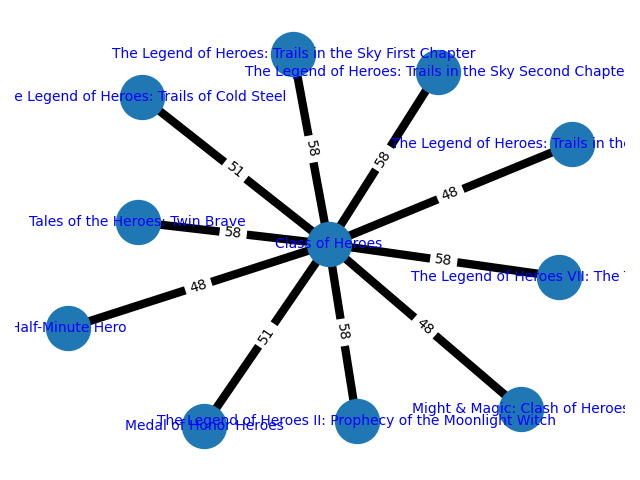 The Legend of Heroes: Trails in the Sky First Chapter
The Legend of Heroes: Trails in the Sky Second Chapte
e Legend of Heroes: Trails of Cold Steel
58
58
The Legend of Heroes: Trails in the
51
48
Tales of the Heroes: Twin Brave
58
Class of Heroes
58
The Legend of Heroes VII: The
48
Half-Minute Hero
51
58
48
Might & Magic: Clash of Heroes
The Legend of Heroes II: Prophecy of the Moonlight Witch
Medal of Honor Heroes